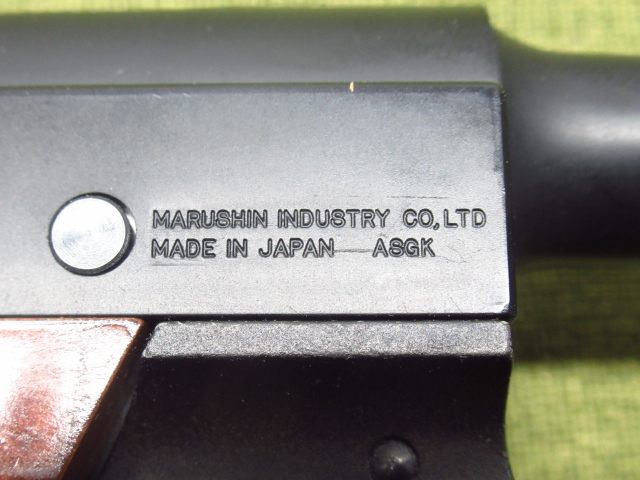 MARUSHIN INDUSTRY CO,LTD
MADE IN JAPAN ASGK